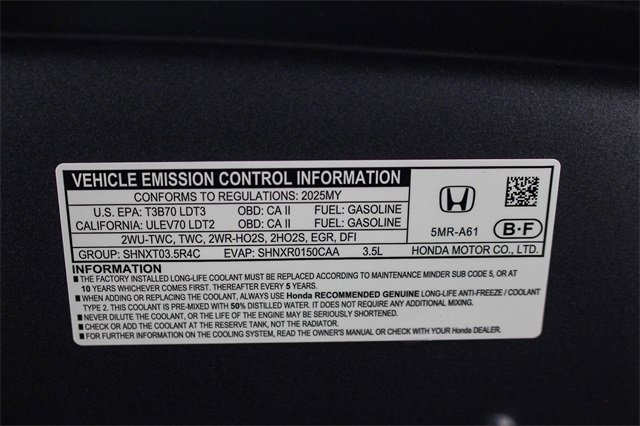 VEHICLE EMISSION CONTROL INFORMATION
CONFORMS TO REGULATIONS: 2025MY
U.S. EPA: T3B70 LDT3 OBD: CA II FUEL: GASOLINE
CALIFORNIA: ULEV70 LDT2 OBD: CA II FUEL: GASOLINE
2WU-TWC, TWC, 2WR-HO2S, 2HO2S, EGR, DFI
GROUP: SHNXT03.5R4C EVAP: SHNXR0150CAA 3.5L
5MR-A61 B·F
HONDA MOTOR CO., LTD.
INFORMATION
■ THE FACTORY INSTALLED LONG-LIFE COOLANT MUST BE REPLACED ACCORDING TO MAINTENANCE MINDER SUB CODE 5, OR AT
10 YEARS WHICHEVER COMES FIRST. THEREAFTER EVERY 5 YEARS.
■ WHEN ADDING OR REPLACING THE COOLANT, ALWAYS USE Honda RECOMMENDED GENUINE LONG-LIFE ANTI-FREEZE / COOLANT
TYPE 2. THIS COOLANT IS PRE-MIXED WITH 50% DISTILLED WATER. IT DOES NOT REQUIRE ANY ADDITIONAL MIXING.
■ NEVER DILUTE THE COOLANT, OR THE LIFE OF THE ENGINE MAY BE SERIOUSLY SHORTENED.
■ CHECK OR ADD THE COOLANT AT THE RESERVE TANK, NOT THE RADIATOR.
■ FOR FURTHER INFORMATION ON THE COOLING SYSTEM, READ THE OWNER'S MANUAL OR CHECK WITH YOUR Honda DEALER.